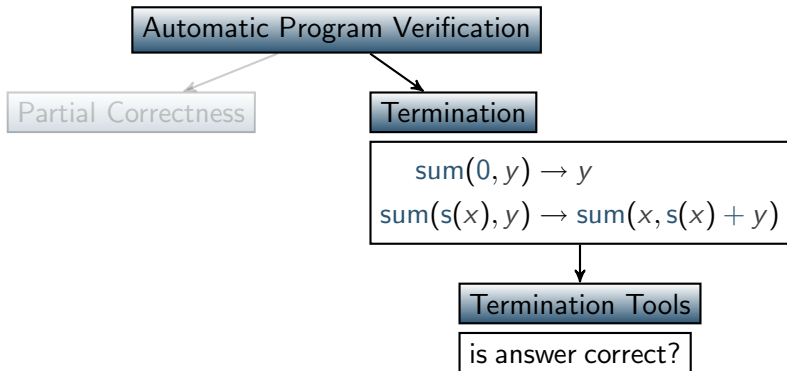 Automatic Program Verification
Partial Correctness
Termination
sum(0, y) → y
sum(s(x), y) → sum(x, s(x) + y)
Termination Tools
is answer correct?